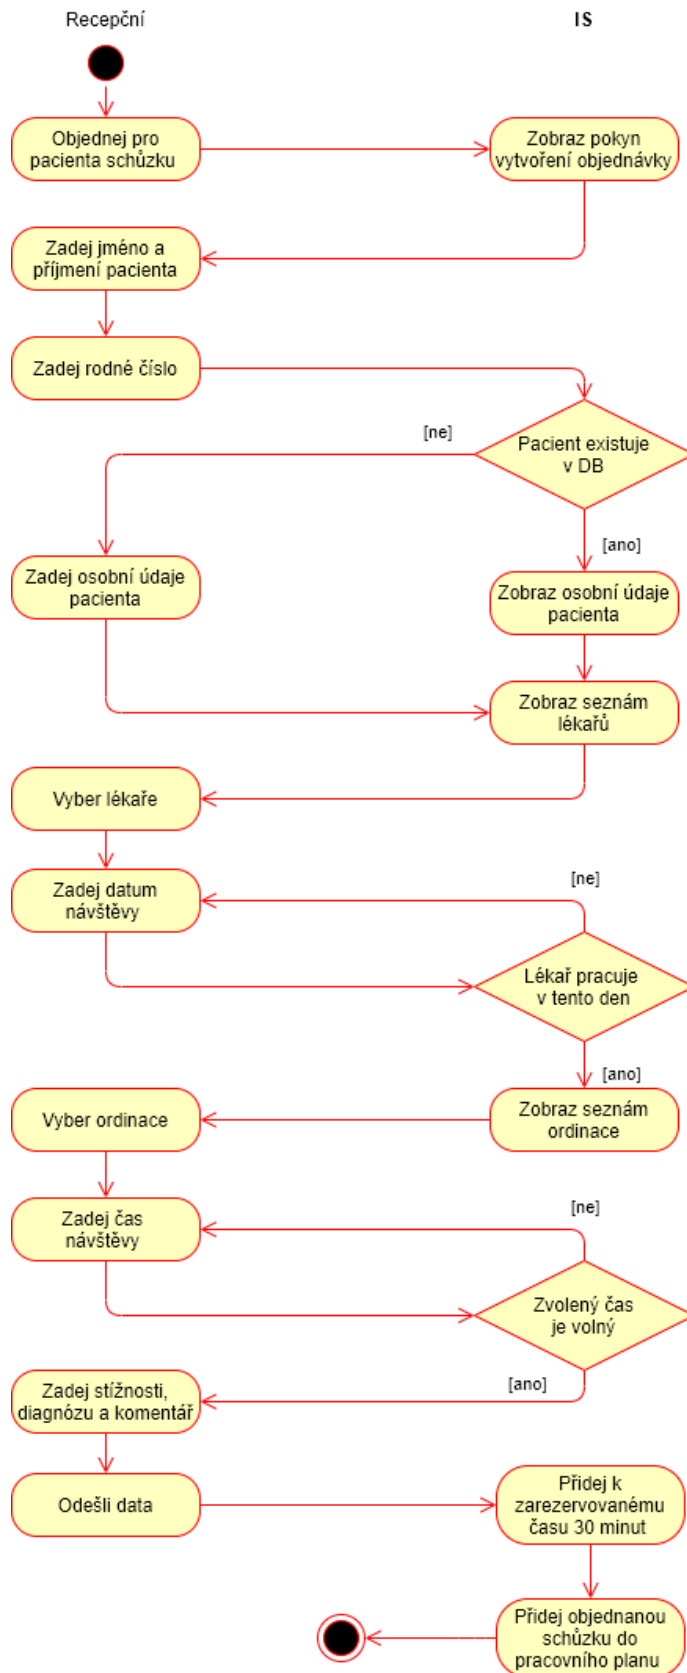 Recepční
IS
Objednej pro
pacienta schůzku
Zobraz pokyn
vytvoření objednávky
Zadej jméno a
příjmení pacienta
Zadej rodné číslo
[ne]
Pacient existuje
v DB
[ano]
Zadej osobní údaje
pacienta
Zobraz osobní údaje
pacienta
Zobraz seznám
lékařů
Vyber lékaře
Zadej datum
návštěvy
[ne]
Lékař pracuje
v tento den
[ano]
Vyber ordinace
Zobraz seznám
ordinace
Zadej čas
návštěvy
[ne]
Zvolený čas
je volný
[ano]
Zadej stížnosti,
diagnózu a komentář
Odešli data
Přidej k
zarezervovanému
času 30 minut
Přidej objednanou
schůzku do
pracovního planu